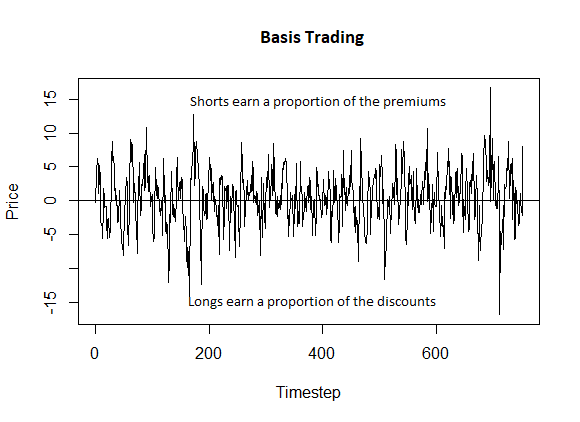 Basis Trading
Shorts earn a proportion of the premiums
Longs earn a proportion of the discounts
Price
15
10
5
0
-5
-15
0
200
400
600
Timestep